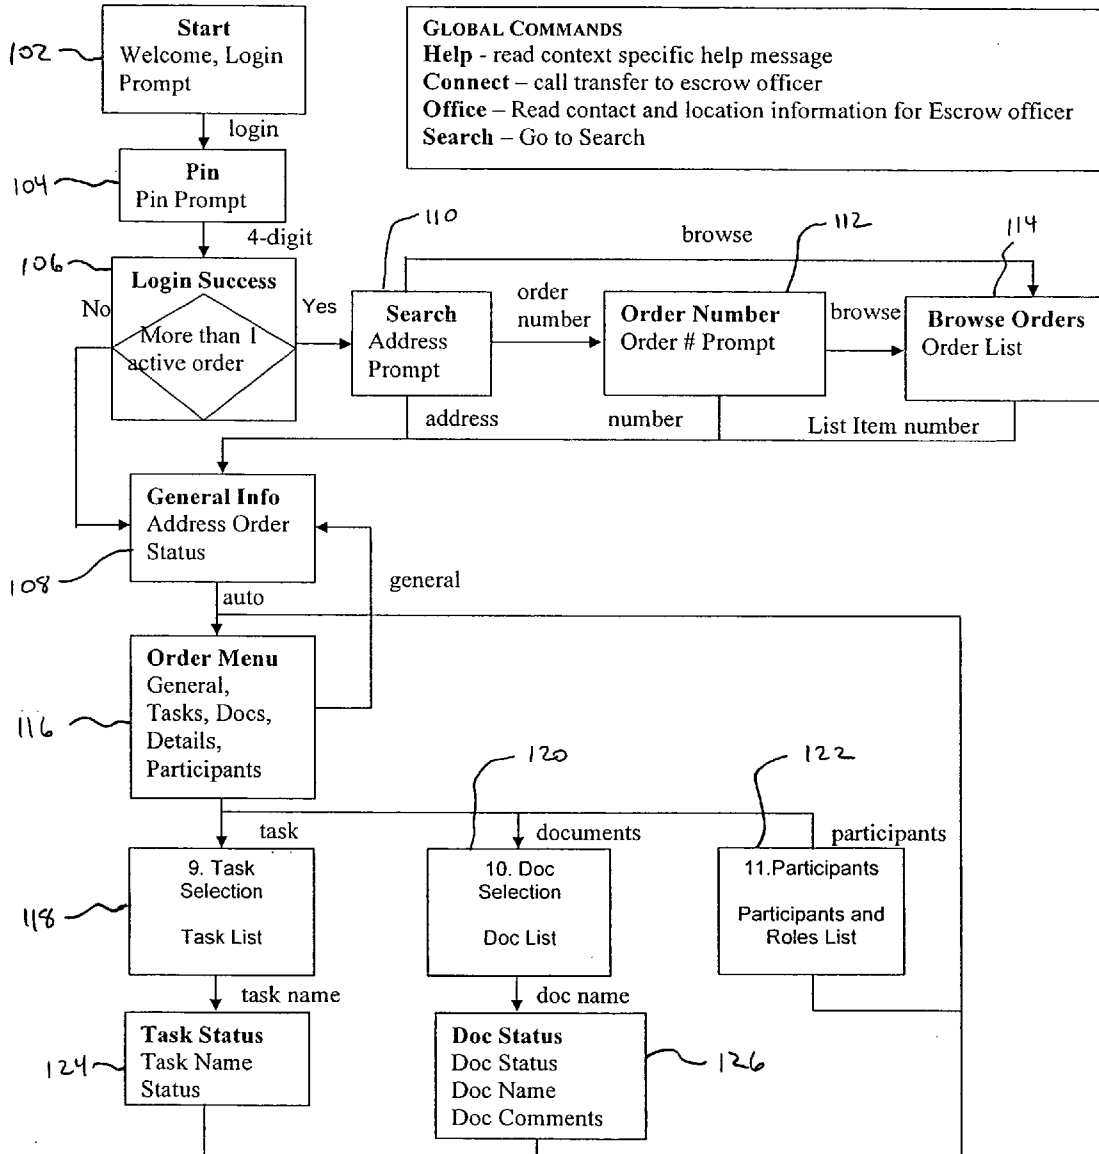 102
Start
Welcome, Login
Prompt
GLOBAL COMMANDS
Help - read context specific help message
Connect – call transfer to escrow officer
Office – Read contact and location information for Escrow officer
Search – Go to Search
login
104
Pin
Pin Prompt
4-digit
106
Login Success
No
More than 1
active order
Yes
110
Search
Address
Prompt
browse
order
number
112
Order Number
Order # Prompt
browse
114
Browse Orders
Order List
address
number
List Item number
General Info
Address Order
Status
108
auto
general
Order Menu
General,
Tasks, Docs,
Details,
Participants
116
task
documents
participants
120
122
9. Task
Selection
Task List
118
10. Doc
Selection
Doc List
11.Participants
Participants and
Roles List
task name
doc name
Task Status
Task Name
Status
124
Doc Status
Doc Status
Doc Name
Doc Comments
126